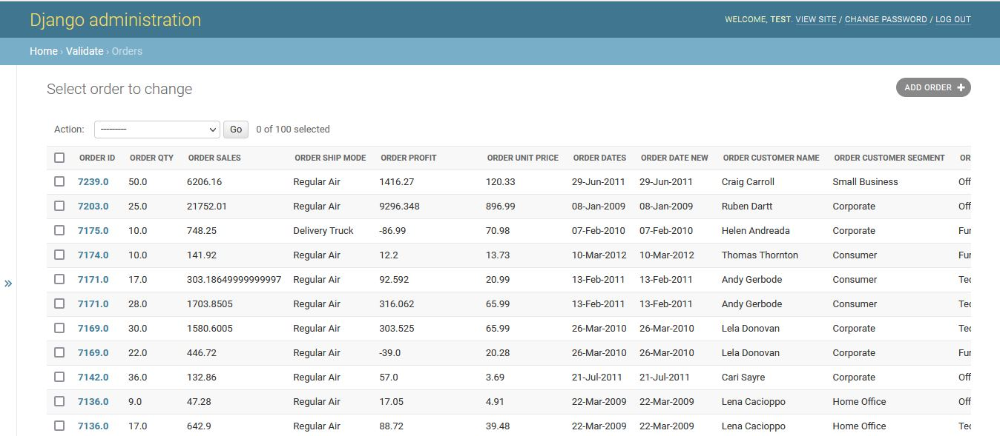 Django administration
WELCOME, TEST. VIEW SITE / CHANGE PASSWORD / LOG OUT
Home › Validate › Orders
Select order to change
ADD ORDER +
Action: --------- Go 0 of 100 selected
ORDER ID ORDER QTY ORDER SALES ORDER SHIP MODE ORDER PROFIT ORDER UNIT PRICE ORDER DATES ORDER DATE NEW ORDER CUSTOMER NAME ORDER CUSTOMER SEGMENT OR
7239.0 50.0 6206.16 Regular Air 1416.27 120.33 29-Jun-2011 29-Jun-2011 Craig Carroll Small Business Off
7203.0 25.0 21752.01 Regular Air 9296.348 896.99 08-Jan-2009 08-Jan-2009 Ruben Dartt Corporate Off
7175.0 10.0 748.25 Delivery Truck -86.99 70.98 07-Feb-2010 07-Feb-2010 Helen Andreada Corporate Fur
7174.0 10.0 141.92 Regular Air 12.2 13.73 10-Mar-2012 10-Mar-2012 Thomas Thornton Consumer Fur
» 7171.0 17.0 303.18649999999997 Regular Air 92.592 20.99 13-Feb-2011 13-Feb-2011 Andy Gerbode Consumer Tec
7171.0 28.0 1703.8505 Regular Air 316.062 65.99 13-Feb-2011 13-Feb-2011 Andy Gerbode Consumer Tec
7169.0 30.0 1580.6005 Regular Air 303.525 65.99 26-Mar-2010 26-Mar-2010 Lela Donovan Corporate Tec
7169.0 22.0 446.72 Regular Air -39.0 20.28 26-Mar-2010 26-Mar-2010 Lela Donovan Corporate Fur
7142.0 36.0 132.86 Regular Air 57.0 3.69 21-Jul-2011 21-Jul-2011 Cari Sayre Corporate Off
7136.0 9.0 47.28 Regular Air 17.05 4.91 22-Mar-2009 22-Mar-2009 Lena Cacioppo Home Office Off
7136.0 17.0 642.9 Regular Air 88.72 39.48 22-Mar-2009 22-Mar-2009 Lena Cacioppo Home Office Tec